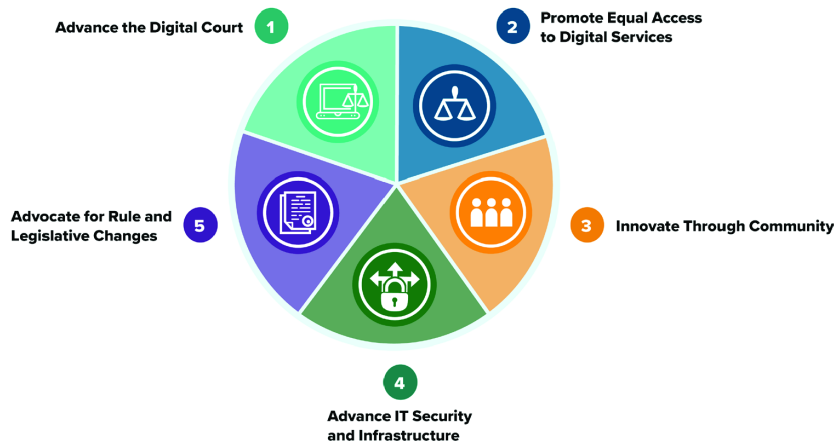 1
Advance the Digital Court
2
Promote Equal Access
to Digital Services
3
Innovate Through Community
4
Advance IT Security
and Infrastructure
5
Advocate for Rule and
Legislative Changes